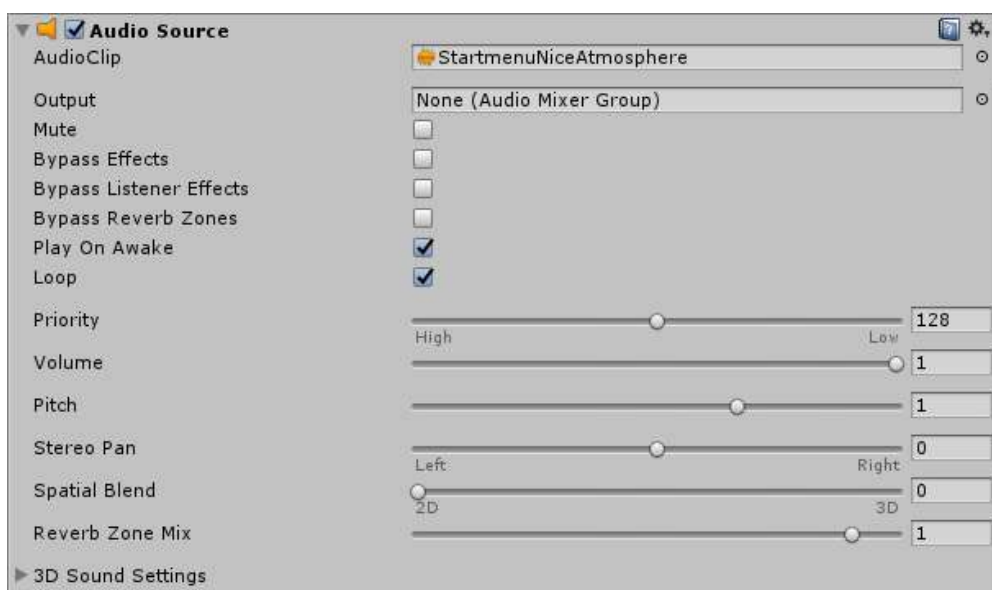 Audio Source
AudioClip StartmenuNiceAtmosphere
Output None (Audio Mixer Group)
Mute
Bypass Effects
Bypass Listener Effects
Bypass Reverb Zones
Play On Awake
Loop
Priority 128
High Low
Volume 1
Pitch 1
Stereo Pan 0
Left Right
Spatial Blend 0
2D 3D
Reverb Zone Mix 1
3D Sound Settings